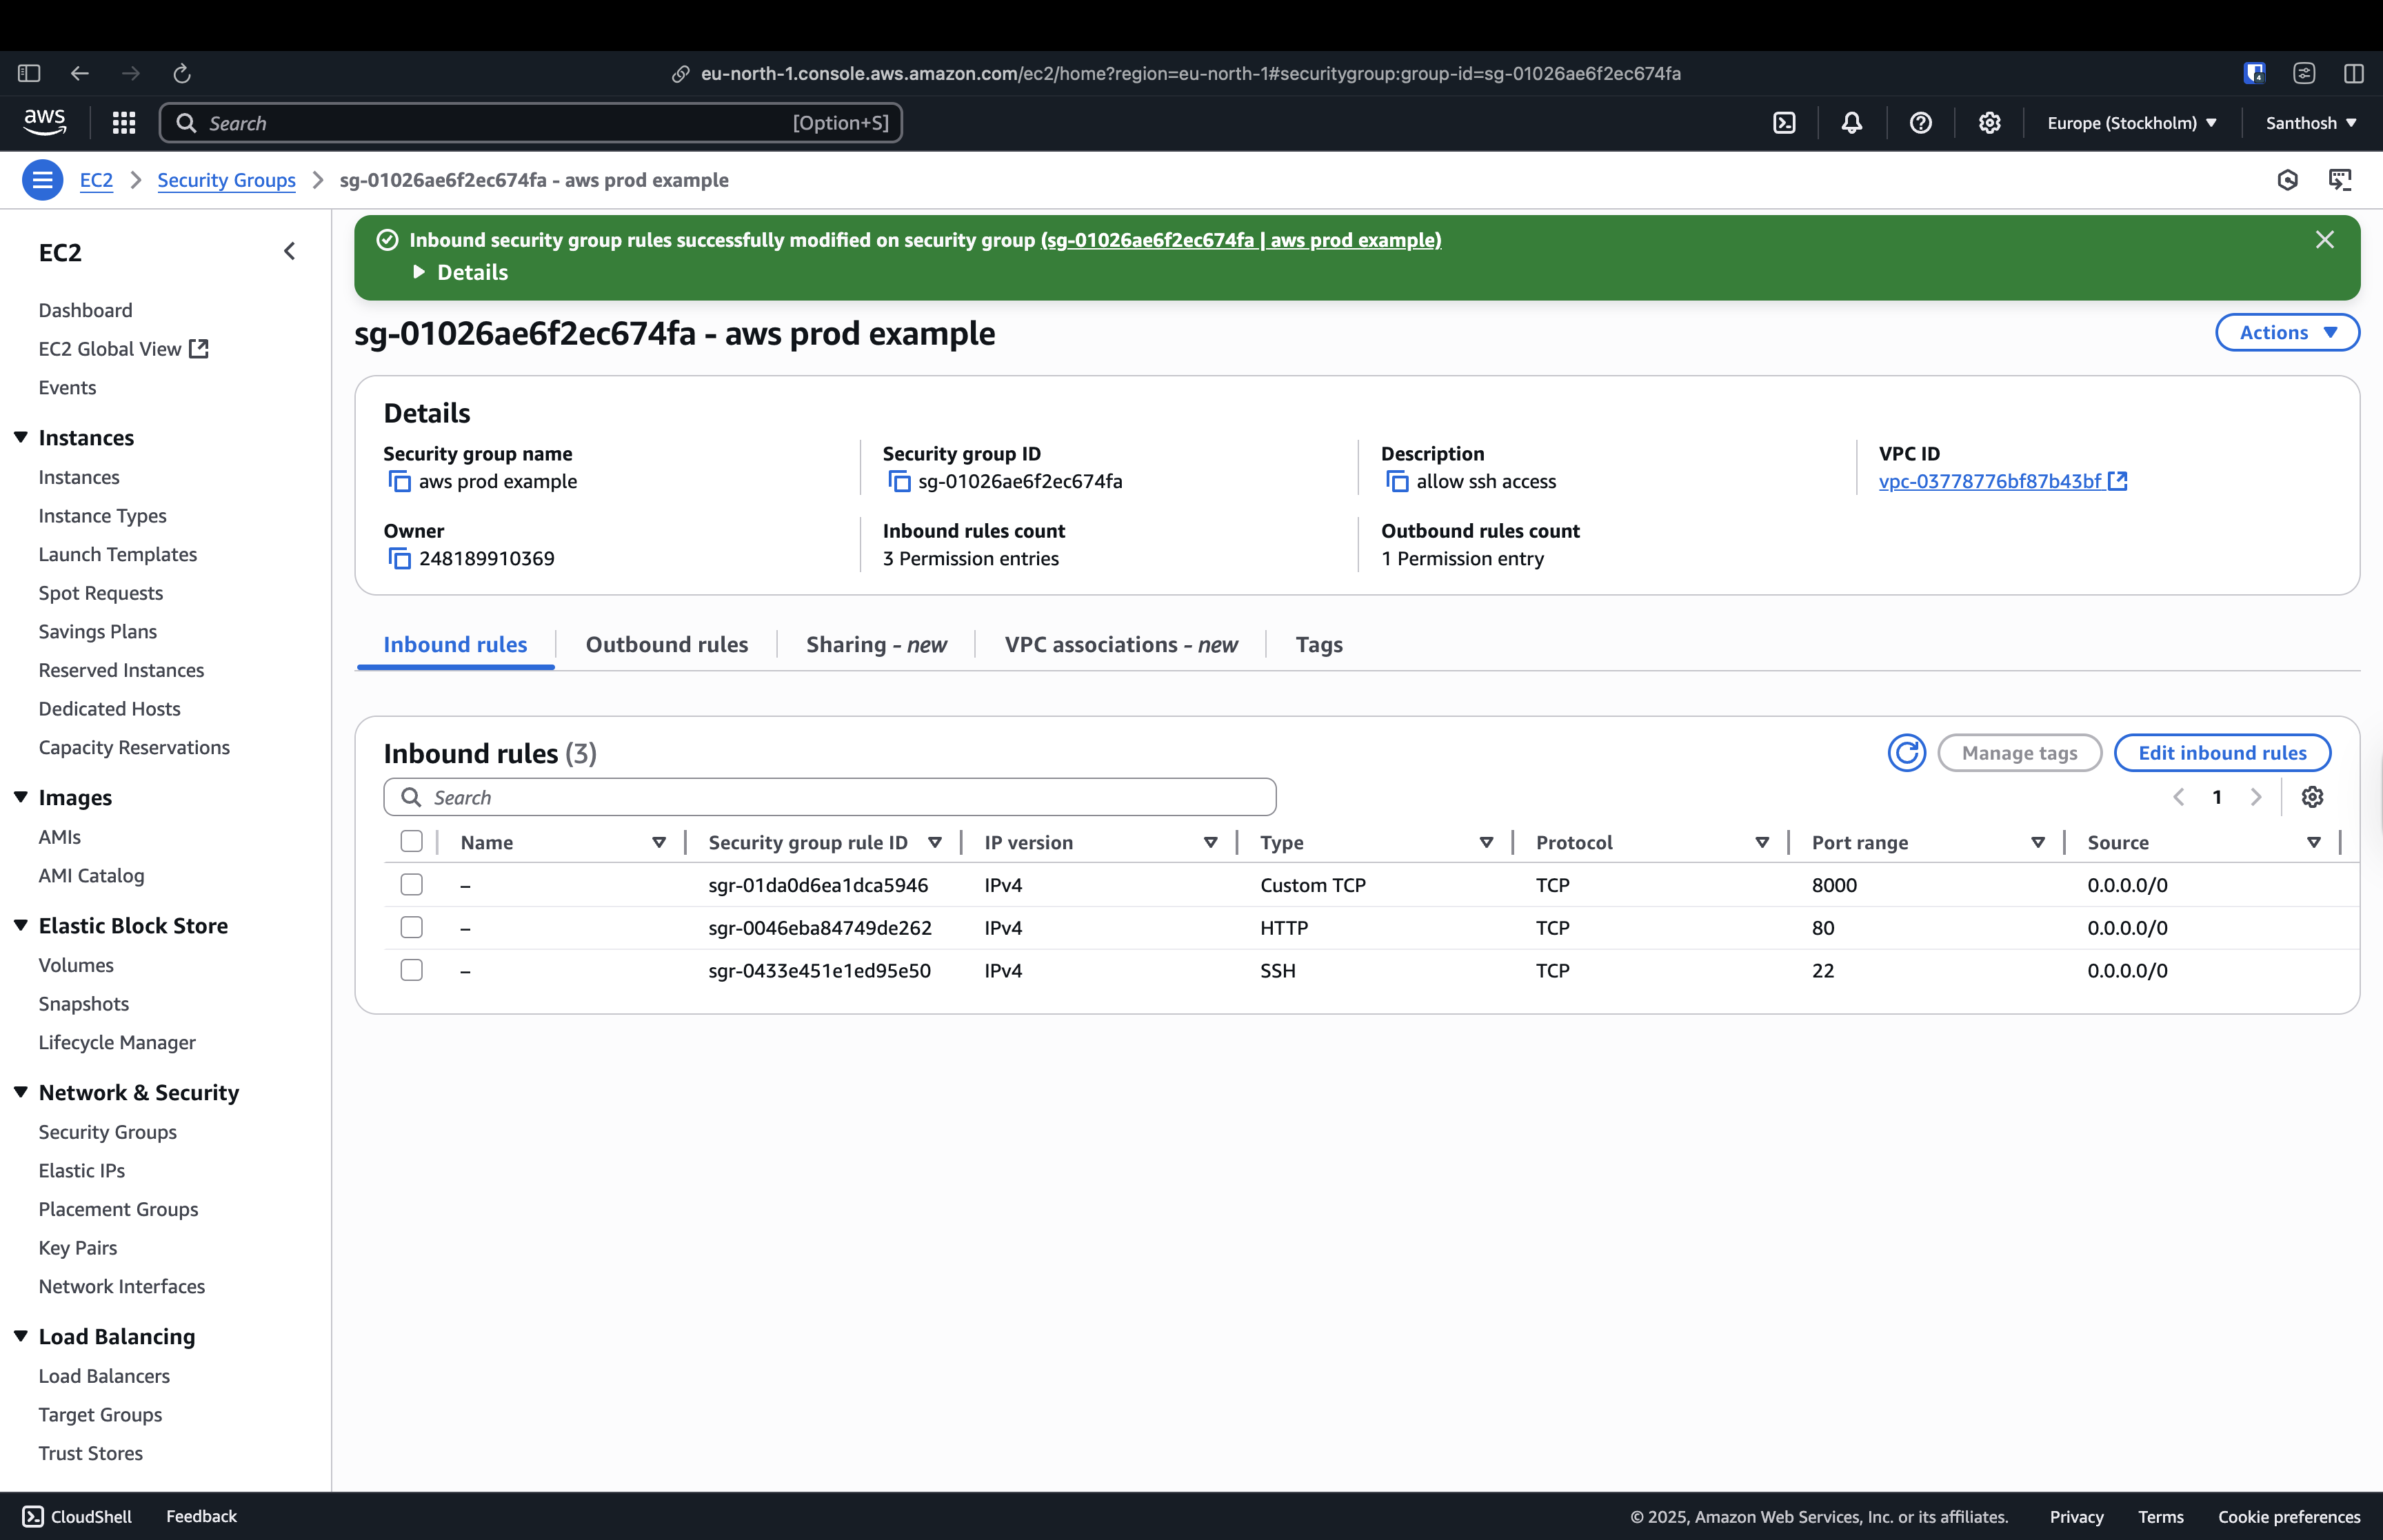 eu-north-1.console.aws.amazon.com/ec2/home?region=eu-north-1#securitygroup:group-id=sg-01026ae6f2ec674fa
4
aws
Search
[Option+S]
Europe (Stockholm)
Santhosh
EC2
Security Groups
sg-01026ae6f2ec674fa - aws prod example
EC2
Dashboard
EC2 Global View
Events
Instances
Instances
Instance Types
Launch Templates
Spot Requests
Savings Plans
Reserved Instances
Dedicated Hosts
Capacity Reservations
Images
AMIs
AMI Catalog
Elastic Block Store
Volumes
Snapshots
Lifecycle Manager
Network & Security
Security Groups
Elastic IPs
Placement Groups
Key Pairs
Network Interfaces
Load Balancing
Load Balancers
Target Groups
Trust Stores
Inbound security group rules successfully modified on security group (sg-01026ae6f2ec674fa | aws prod example)
Details
sg-01026ae6f2ec674fa - aws prod example
Actions
Details
Security group name
aws prod example
Security group ID
sg-01026ae6f2ec674fa
Description
allow ssh access
VPC ID
vpc-03778776bf87b43bf
Owner
248189910369
Inbound rules count
3 Permission entries
Outbound rules count
1 Permission entry
Inbound rules
Outbound rules
Sharing - new
VPC associations - new
Tags
Inbound rules (3)
Manage tags
Edit inbound rules
Search
1
Name Security group rule ID IP version Type Protocol Port range Source
– sgr-01da0d6ea1dca5946 IPv4 Custom TCP TCP 8000 0.0.0.0/0
– sgr-0046eba84749de262 IPv4 HTTP TCP 80 0.0.0.0/0
– sgr-0433e451e1ed95e50 IPv4 SSH TCP 22 0.0.0.0/0
CloudShell
Feedback
© 2025, Amazon Web Services, Inc. or its affiliates.
Privacy
Terms
Cookie preferences